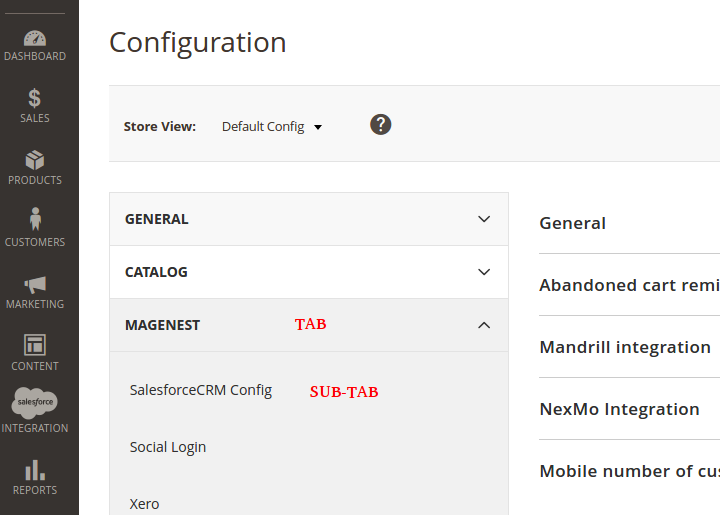 Configuration
DASHBOARD
SALES
PRODUCTS
CUSTOMERS
MARKETING
CONTENT
salesforce
INTEGRATION
REPORTS
Store View: Default Config ?
GENERAL
CATALOG
MAGENEST TAB
SalesforceCRM Config SUB-TAB
Social Login
Xero
General
Abandoned cart remi
Mandrill integration
NexMo Integration
Mobile number of cus